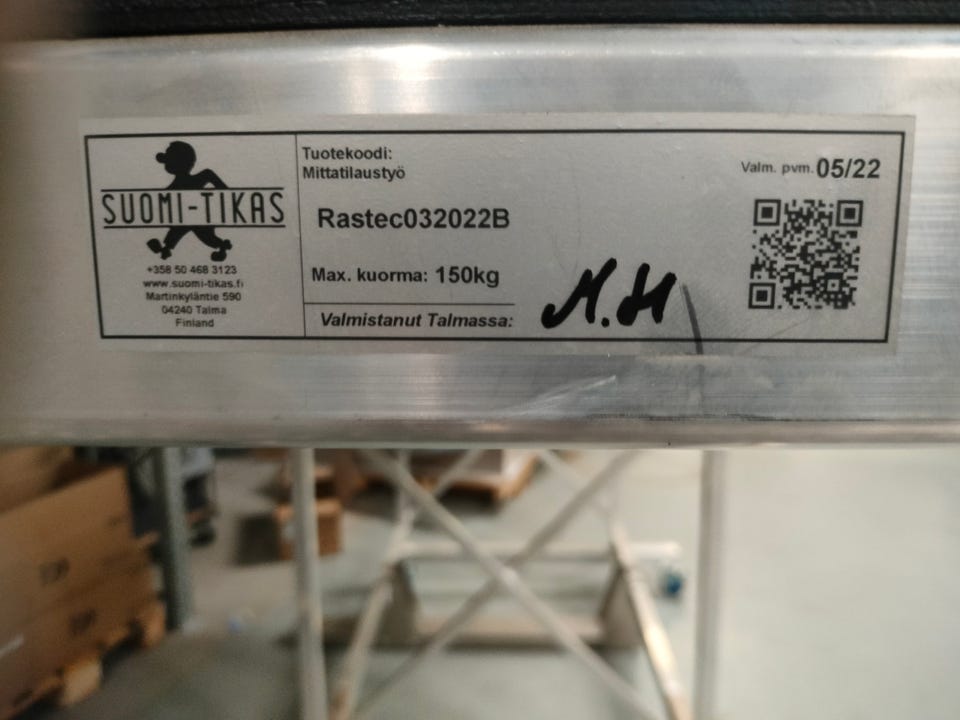 SUOMI-TIKAS
+358 50 468 3123
www.suomi-tikas.fi
Martinkyläntie 590
04240 Talma
Finland
Tuotekoodi:
Mittatilaustyö
Rastec032022B
Max. kuorma: 150kg
Valmistanut Talmassa: M.H
Valm. pvm. 05/22